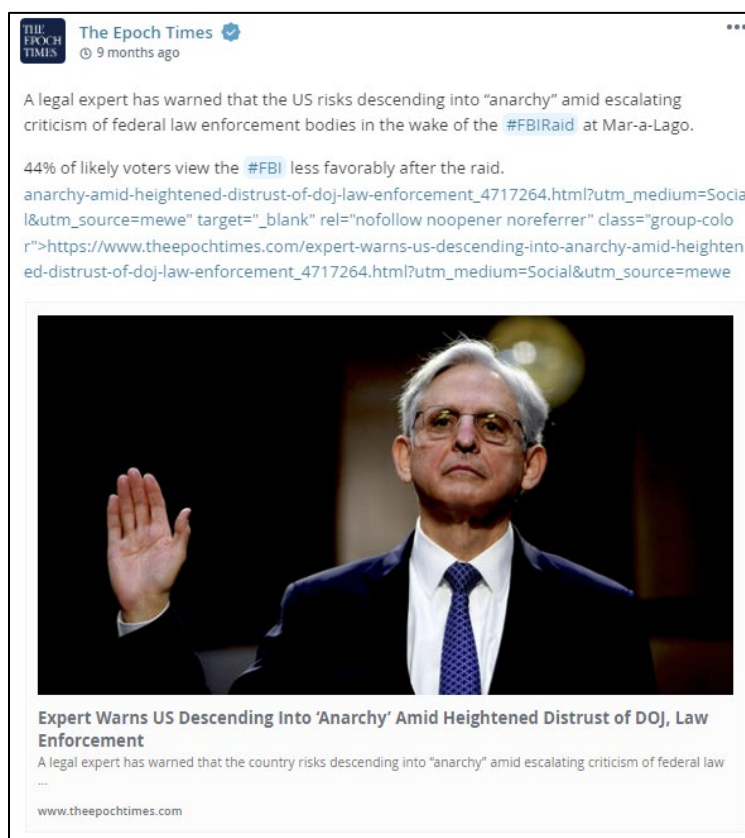 THE
EPOCH
TIMES
The Epoch Times
9 months ago
A legal expert has warned that the US risks descending into “anarchy” amid escalating
criticism of federal law enforcement bodies in the wake of the #FBIRaid at Mar-a-Lago.
44% of likely voters view the #FBI less favorably after the raid.
anarchy-amid-heightened-distrust-of-doj-law-enforcement_4717264.html?utm_medium=Socia
l&utm_source=mewe" target="_blank" rel="nofollow noopener noreferrer" class="group-colo
r">https://www.theepochtimes.com/expert-warns-us-descending-into-anarchy-amid-heighten
ed-distrust-of-doj-law-enforcement_4717264.html?utm_medium=Social&utm_source=mewe
Expert Warns US Descending Into ‘Anarchy’ Amid Heightened Distrust of DOJ, Law
Enforcement
A legal expert has warned that the country risks descending into “anarchy” amid escalating criticism of federal law
...
www.theepochtimes.com